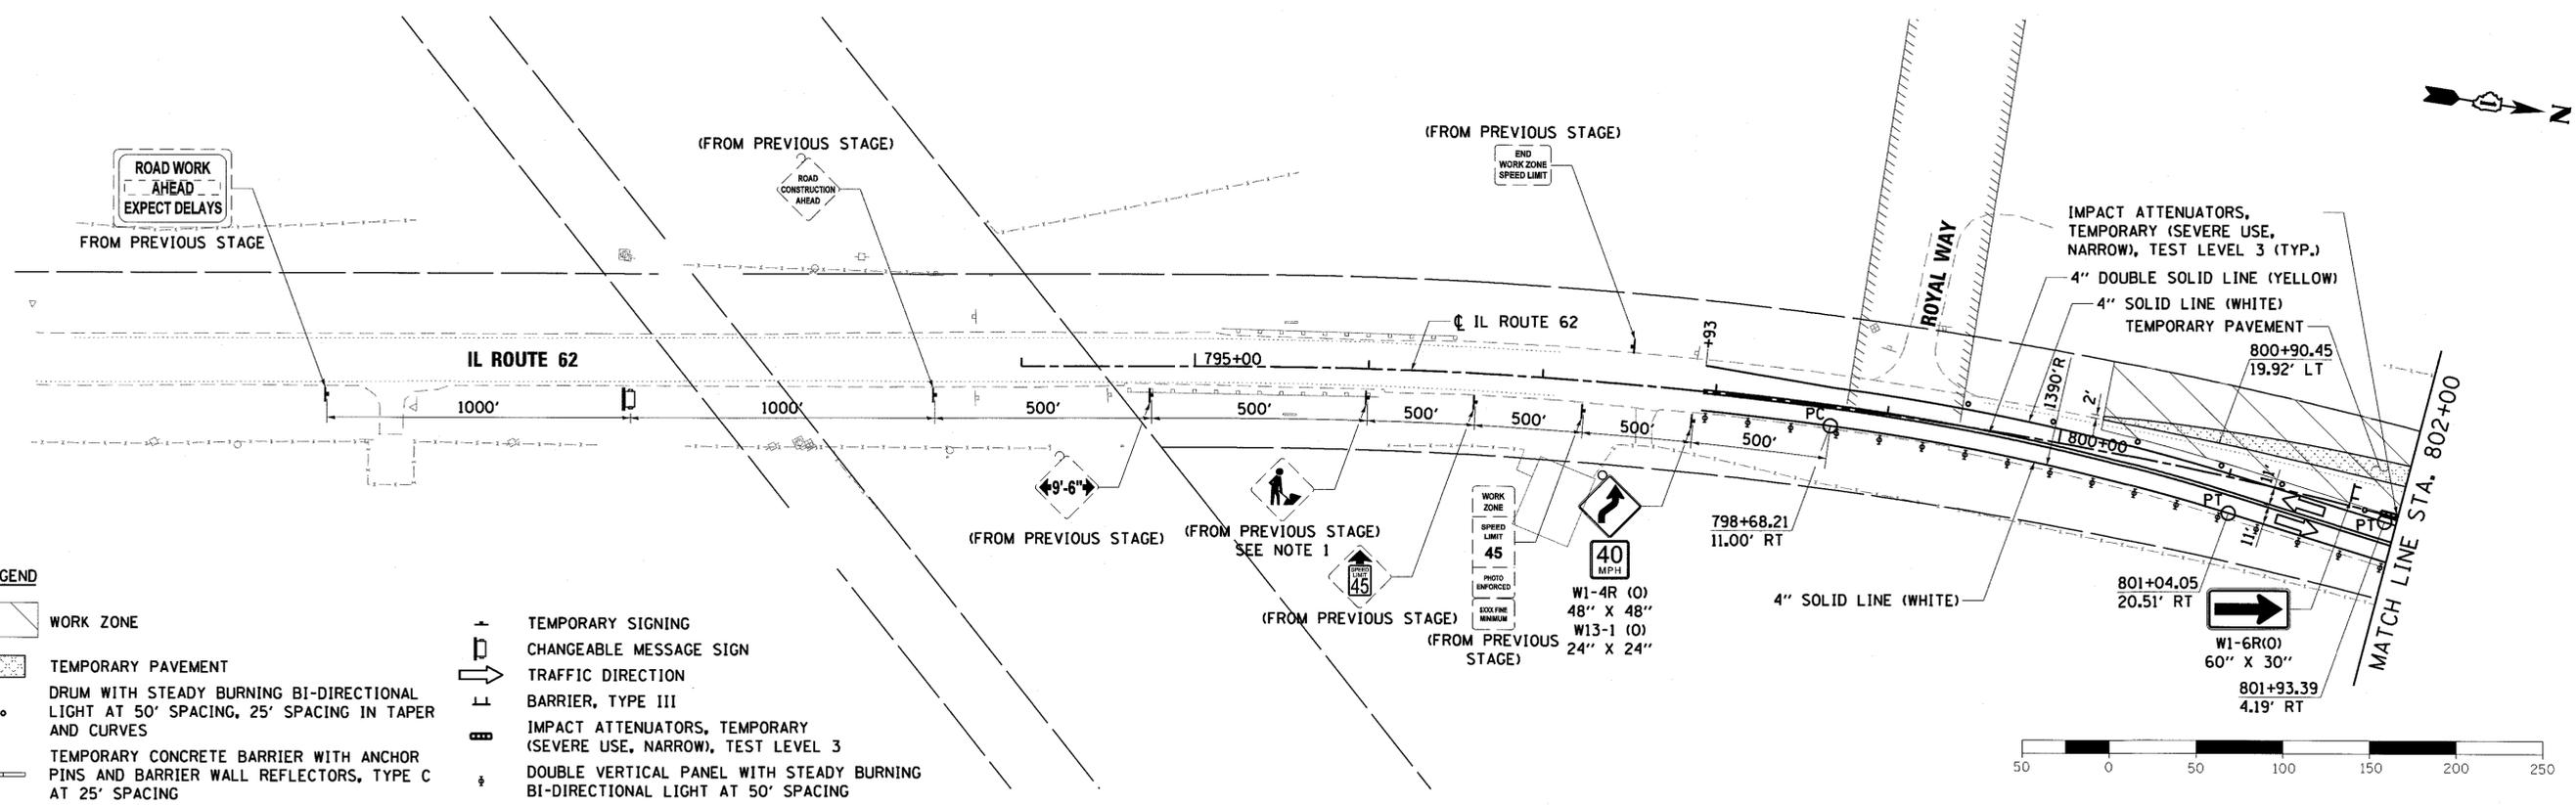 ROAD WORK
AHEAD
EXPECT DELAYS
FROM PREVIOUS STAGE
(FROM PREVIOUS STAGE)
ROAD
CONSTRUCTION
AHEAD
(FROM PREVIOUS STAGE)
END
WORK ZONE
SPEED LIMIT
N
ROYAL WAY
IMPACT ATTENUATORS,
TEMPORARY (SEVERE USE,
NARROW), TEST LEVEL 3 (TYP.)
4" DOUBLE SOLID LINE (YELLOW)
4" SOLID LINE (WHITE)
TEMPORARY PAVEMENT
800+90.45
19.92' LT
℄ IL ROUTE 62
+93
IL ROUTE 62
795+00
1390'R
2'
800+00
1000'
1000'
500'
500'
500'
500'
500'
500'
PC
PT
PT
11'
11'
MATCH LINE STA. 802+00
9'-6"
(FROM PREVIOUS STAGE)
(FROM PREVIOUS STAGE)
SEE NOTE 1
SPEED
LIMIT
45
(FROM PREVIOUS STAGE)
WORK
ZONE
SPEED
LIMIT
45
PHOTO
ENFORCED
$XXX FINE
MINIMUM
(FROM PREVIOUS
STAGE)
40
MPH
W1-4R (O)
48" X 48"
W13-1 (O)
24" X 24"
798+68.21
11.00' RT
4" SOLID LINE (WHITE)
801+04.05
20.51' RT
W1-6R(O)
60" X 30"
801+93.39
4.19' RT
GEND
WORK ZONE
TEMPORARY PAVEMENT
DRUM WITH STEADY BURNING BI-DIRECTIONAL
LIGHT AT 50' SPACING, 25' SPACING IN TAPER
AND CURVES
TEMPORARY CONCRETE BARRIER WITH ANCHOR
PINS AND BARRIER WALL REFLECTORS, TYPE C
AT 25' SPACING
TEMPORARY SIGNING
CHANGEABLE MESSAGE SIGN
TRAFFIC DIRECTION
BARRIER, TYPE III
IMPACT ATTENUATORS, TEMPORARY
(SEVERE USE, NARROW), TEST LEVEL 3
DOUBLE VERTICAL PANEL WITH STEADY BURNING
BI-DIRECTIONAL LIGHT AT 50' SPACING
50 0 50 100 150 200 250